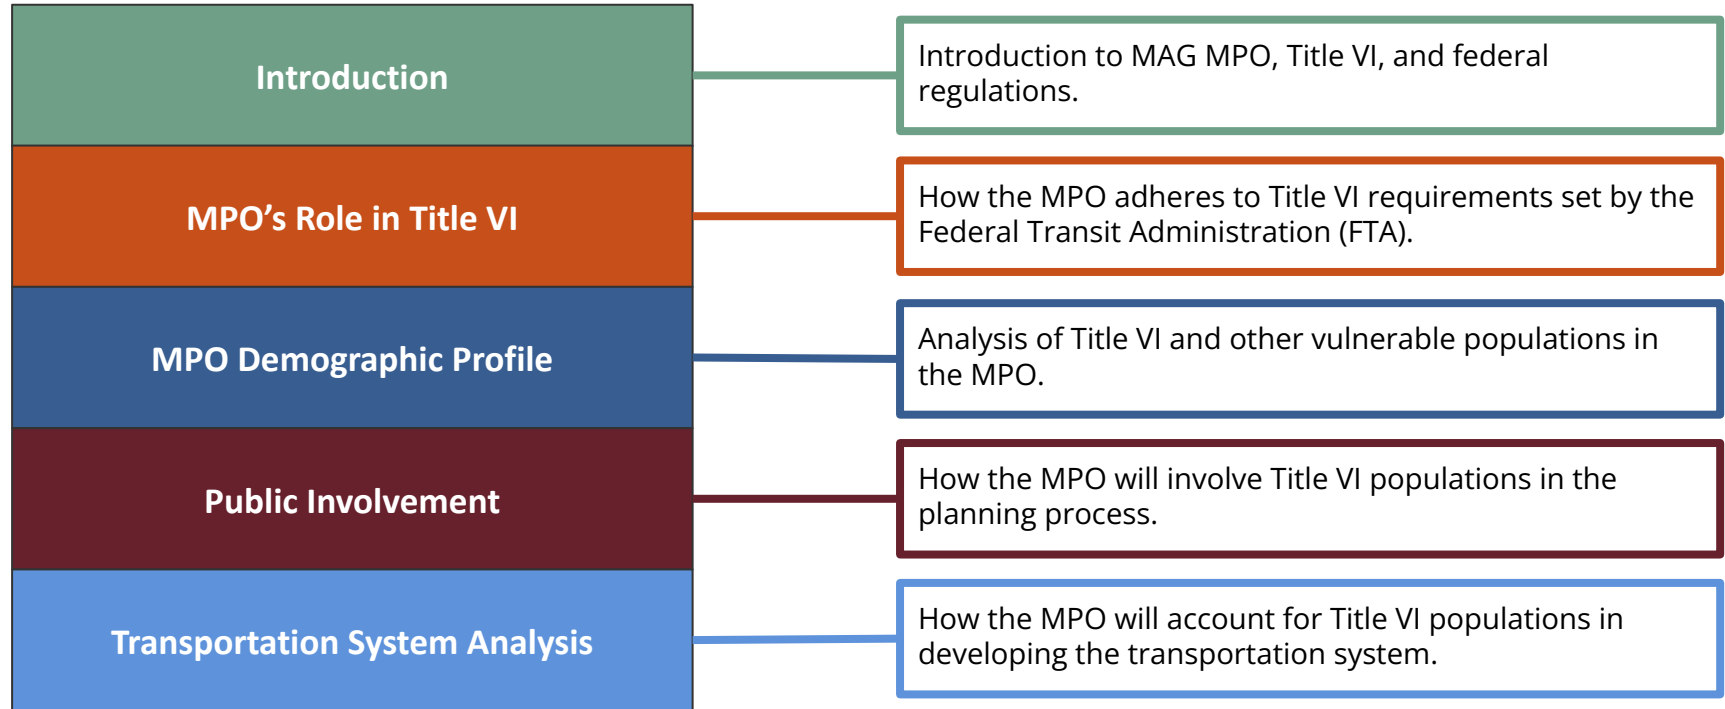 Introduction
Introduction to MAG MPO, Title VI, and federal
regulations.
MPO’s Role in Title VI
How the MPO adheres to Title VI requirements set by the
Federal Transit Administration (FTA).
MPO Demographic Profile
Analysis of Title VI and other vulnerable populations in
the MPO.
Public Involvement
How the MPO will involve Title VI populations in the
planning process.
Transportation System Analysis
How the MPO will account for Title VI populations in
developing the transportation system.